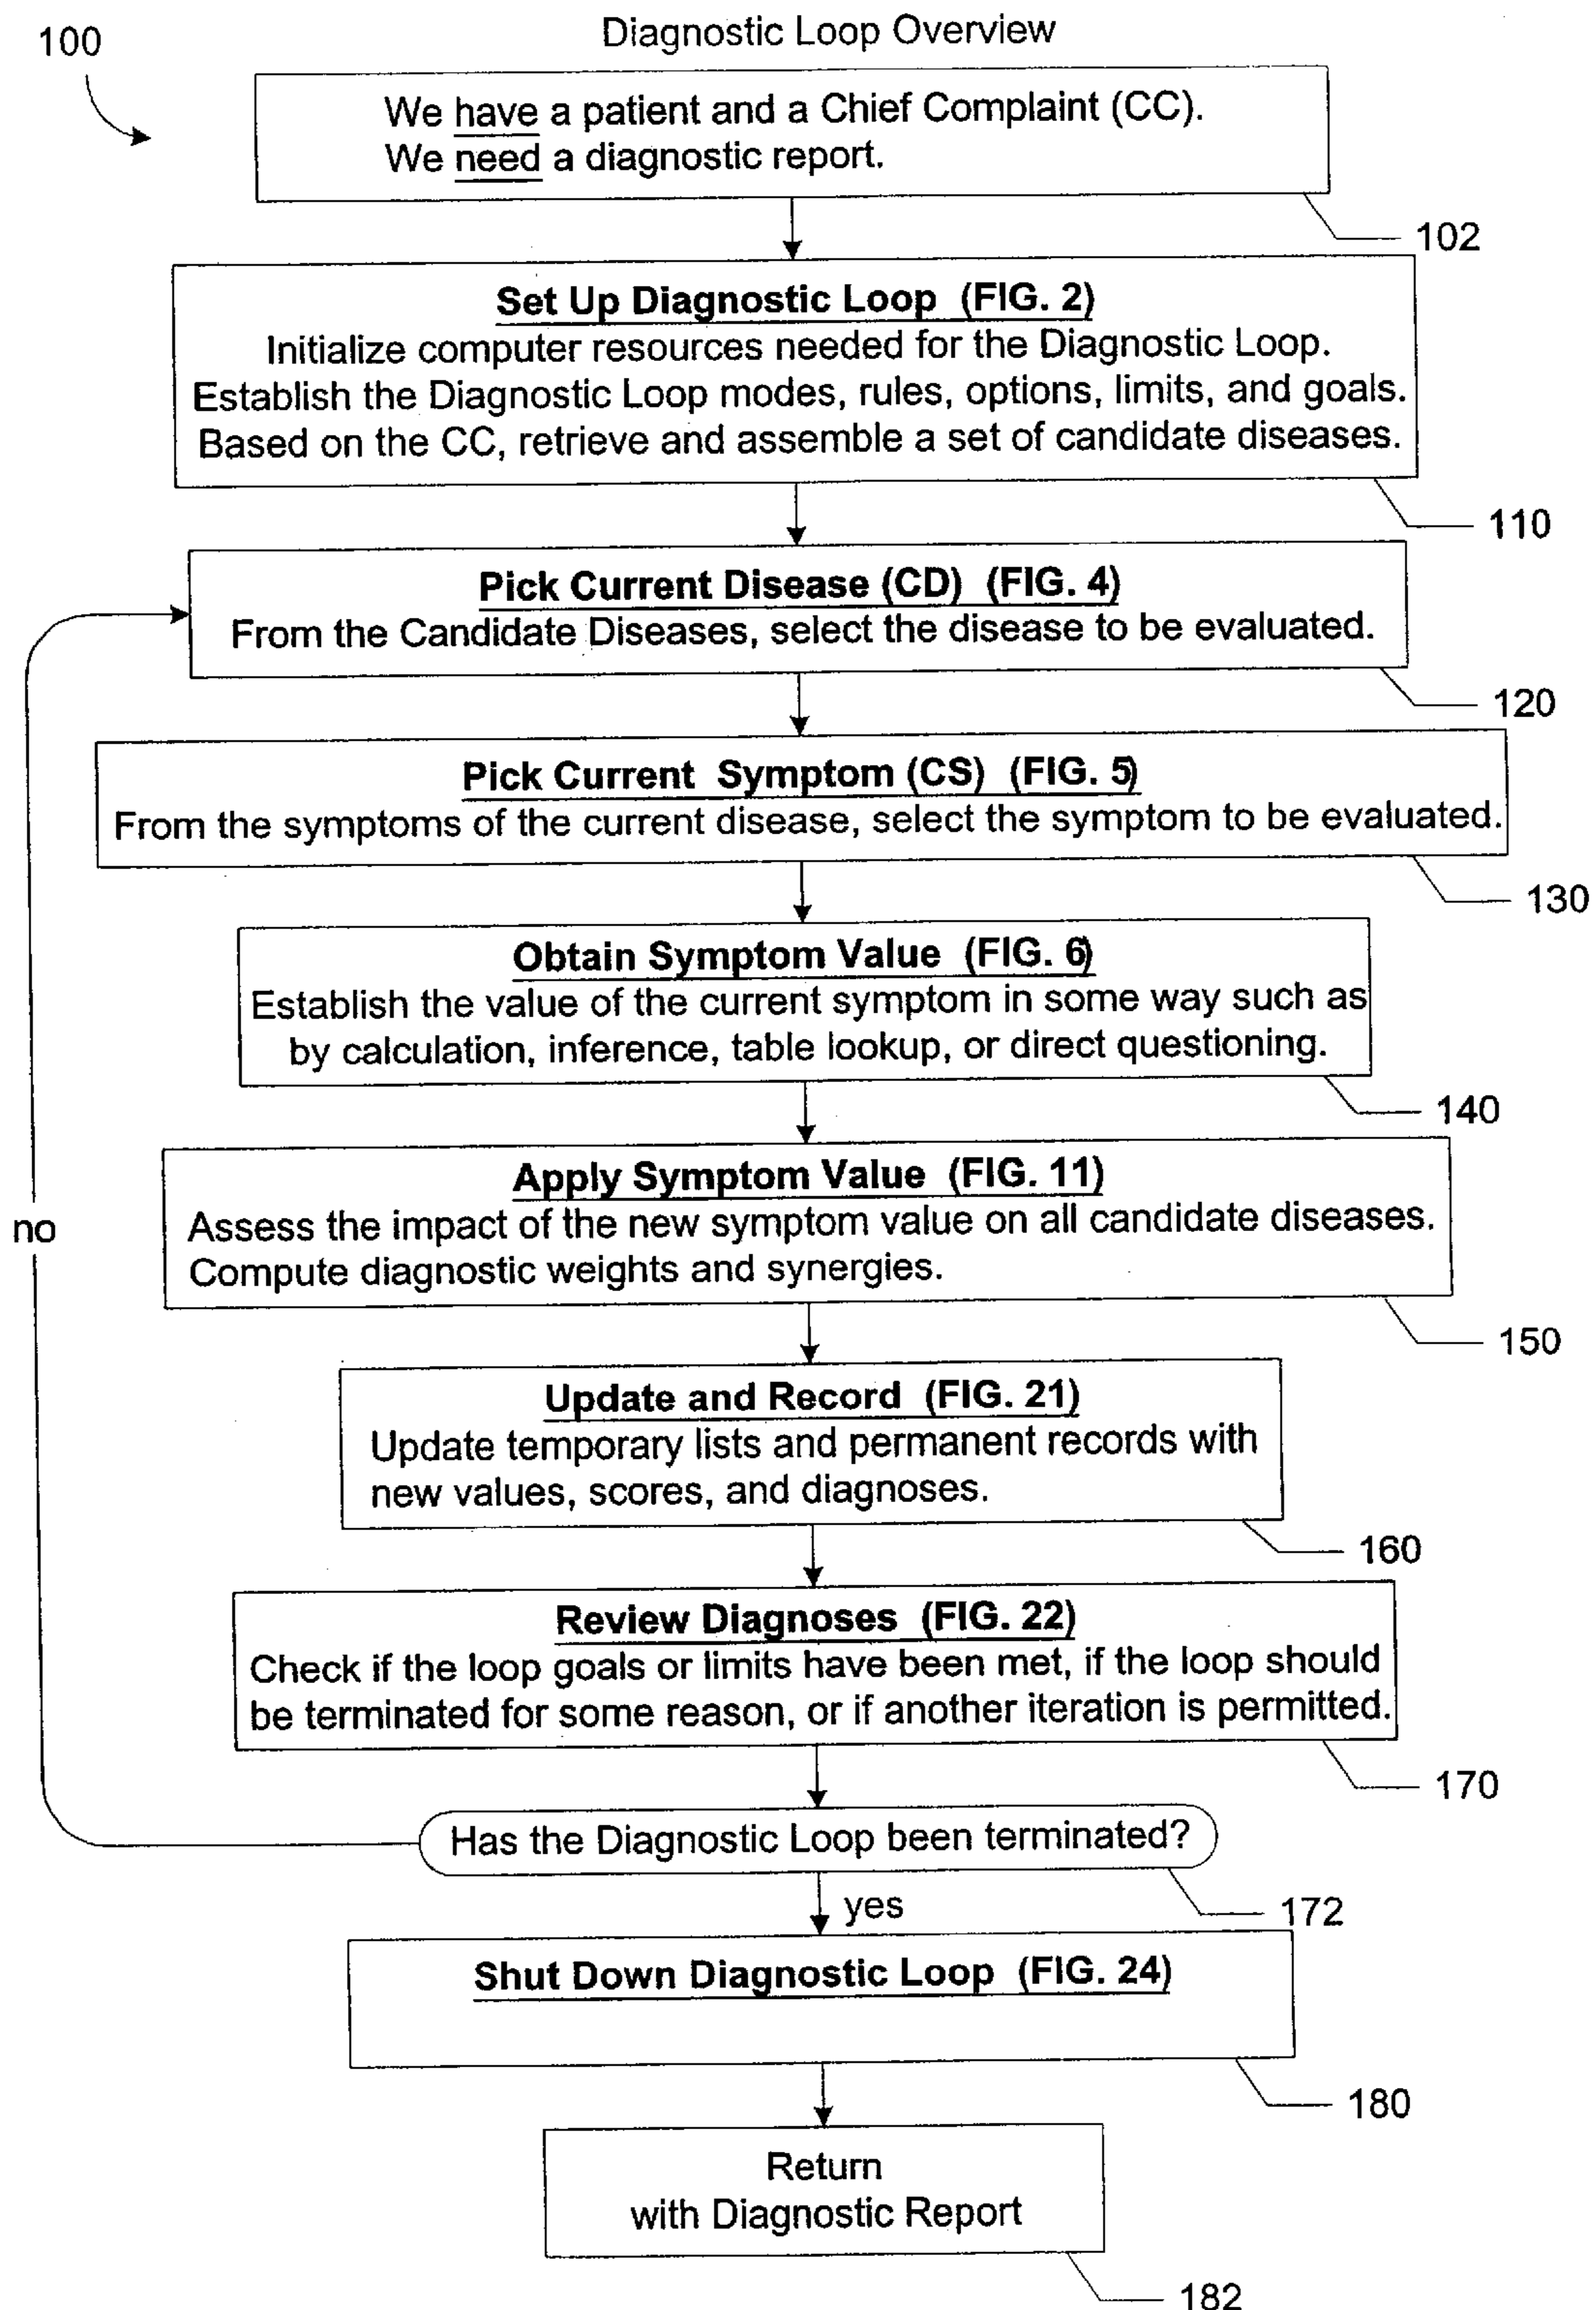 Diagnostic Loop Overview
100
We have a patient and a Chief Complaint (CC).
We need a diagnostic report.
102
Set Up Diagnostic Loop (FIG. 2)
Initialize computer resources needed for the Diagnostic Loop.
Establish the Diagnostic Loop modes, rules, options, limits, and goals.
Based on the CC, retrieve and assemble a set of candidate diseases.
110
Pick Current Disease (CD) (FIG. 4)
From the Candidate Diseases, select the disease to be evaluated.
120
Pick Current Symptom (CS) (FIG. 5)
From the symptoms of the current disease, select the symptom to be evaluated.
130
Obtain Symptom Value (FIG. 6)
Establish the value of the current symptom in some way such as
by calculation, inference, table lookup, or direct questioning.
140
Apply Symptom Value (FIG. 11)
Assess the impact of the new symptom value on all candidate diseases.
Compute diagnostic weights and synergies.
150
no
Update and Record (FIG. 21)
Update temporary lists and permanent records with
new values, scores, and diagnoses.
160
Review Diagnoses (FIG. 22)
Check if the loop goals or limits have been met, if the loop should
be terminated for some reason, or if another iteration is permitted.
170
Has the Diagnostic Loop been terminated?
172
yes
Shut Down Diagnostic Loop (FIG. 24)
180
Return
with Diagnostic Report
182